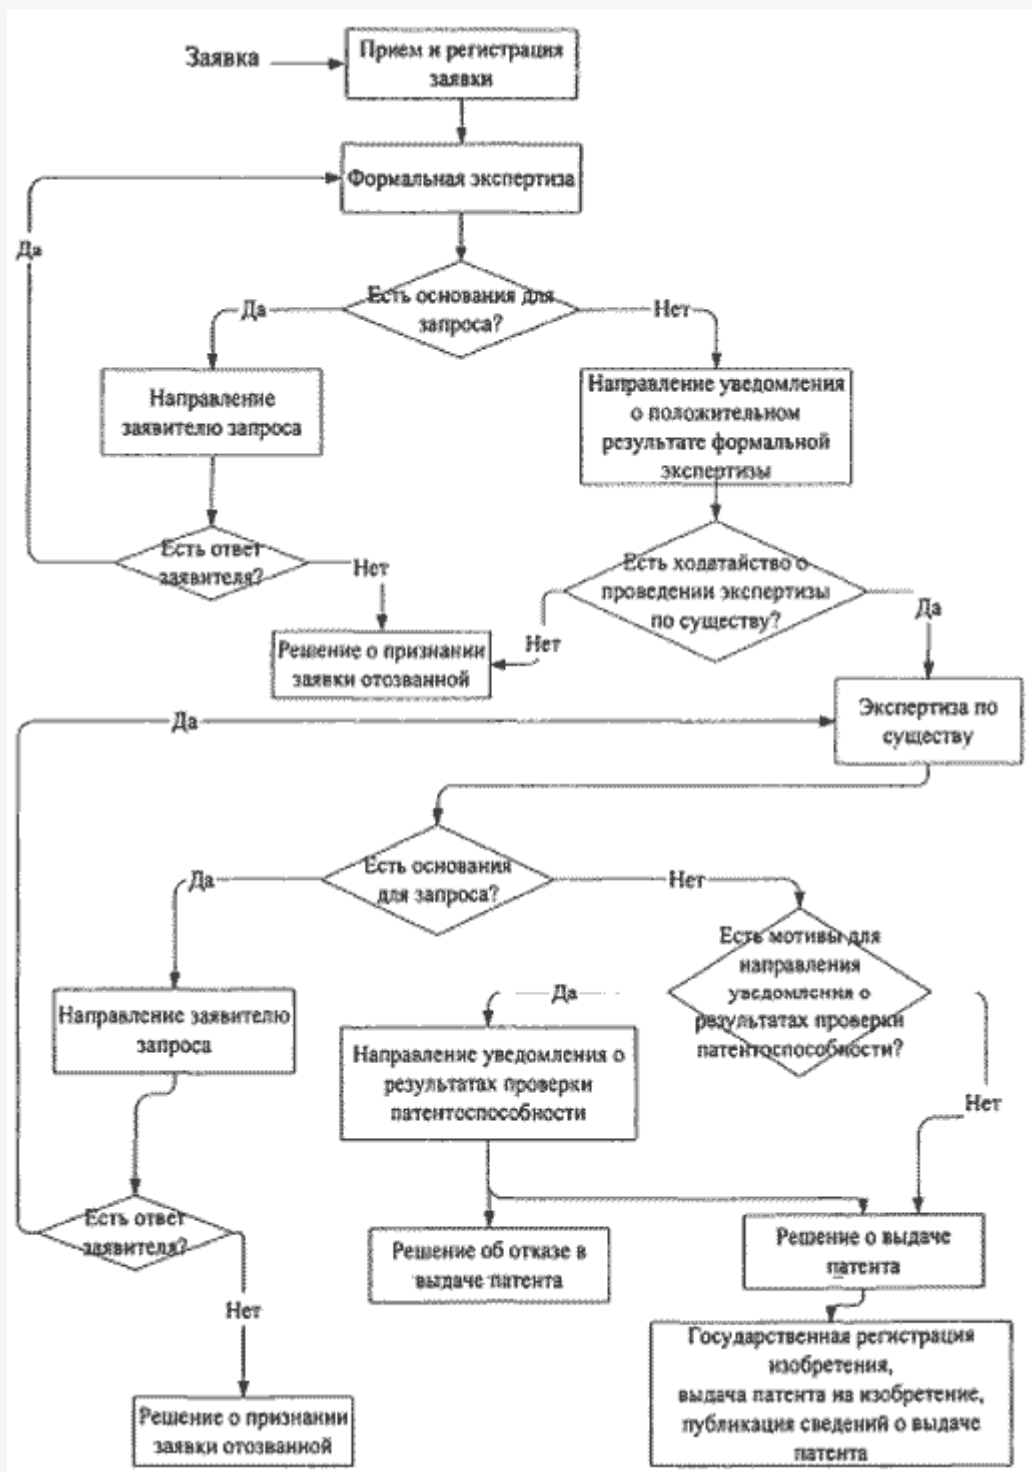 Заявка
Прием и регистрация
заявки
Формальная экспертиза
Да
Есть основания для
запроса?
Да
Нет
Направление
заявителю запроса
Направление уведомления
о положительном
результате формальной
экспертизы
Есть ответ
заявителя?
Нет
Есть ходатайство о
проведении экспертизы
по существу?
Нет
Да
Решение о признании
заявки отозванной
Экспертиза по
существу
Да
Есть основания
для запроса?
Да
Нет
Есть мотивы для
направления
уведомления о
результатах проверки
патентоспособности?
Да
Нет
Направление заявителю
запроса
Направление уведомления о
результатах проверки
патентоспособности
Есть ответ
заявителя?
Нет
Решение об отказе в
выдаче патента
Решение о выдаче
патента
Государственная регистрация
изобретения,
выдача патента на изобретение,
публикация сведений о выдаче
патента
Решение о признании
заявки отозванной